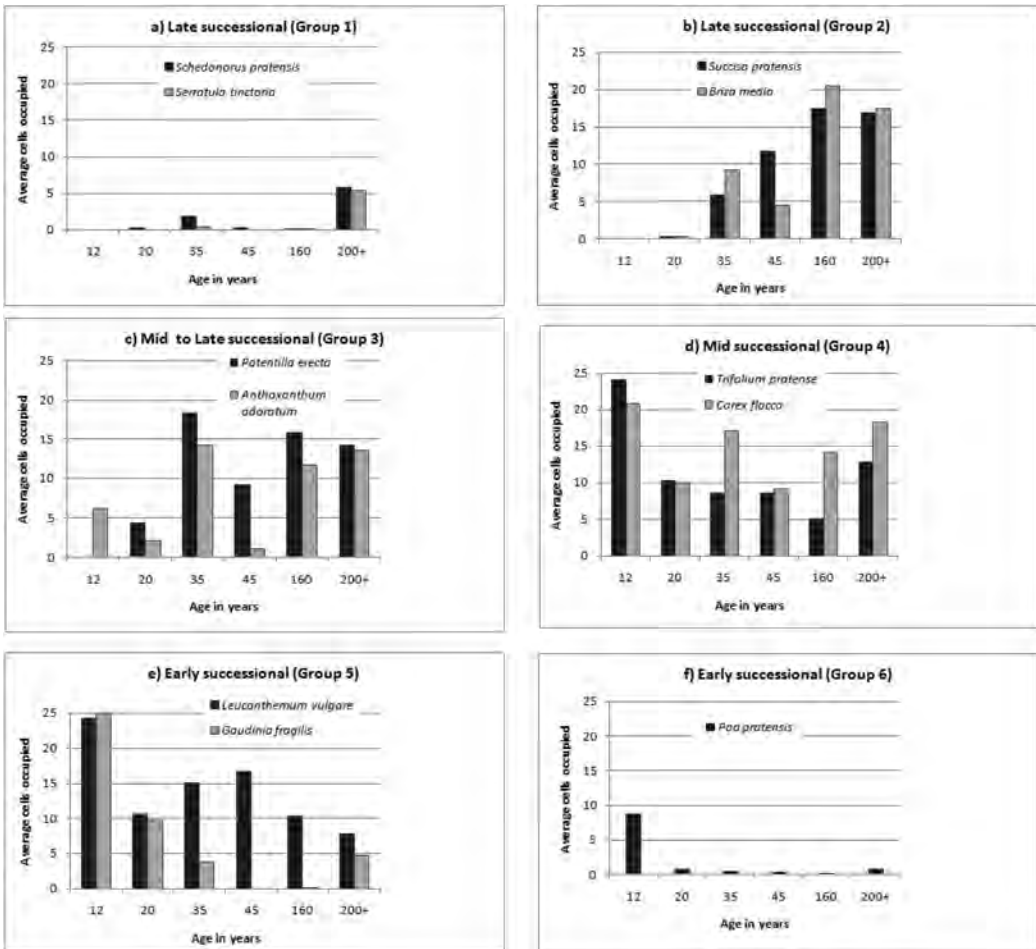 a) Late successional (Group 1)
Average cells occupied
25
20
15
10
5
0
Schedonorus pratensis
Serratula tinctoria
12 20 35 45 160 200+
Age in years
b) Late successional (Group 2)
Average cells occupied
25
20
15
10
5
0
Succisa pratensis
Briza media
12 20 35 45 160 200+
Age in years
c) Mid to Late successional (Group 3)
Average cells occupied
25
20
15
10
5
0
Potentilla erecta
Anthoxanthum
odoratum
12 20 35 45 160 200+
Age in years
d) Mid successional (Group 4)
Average cells occupied
25
20
15
10
5
0
Trifolium pratense
Carex flacca
12 20 35 45 160 200+
Age in years
e) Early successional (Group 5)
Average cells occupied
25
20
15
10
5
0
Leucanthemum vulgare
Gaudinia fragilis
12 20 35 45 160 200+
Age in years
f) Early successional (Group 6)
Average cells occupied
25
20
15
10
5
0
Poa pratensis
12 20 35 45 160 200+
Age in years